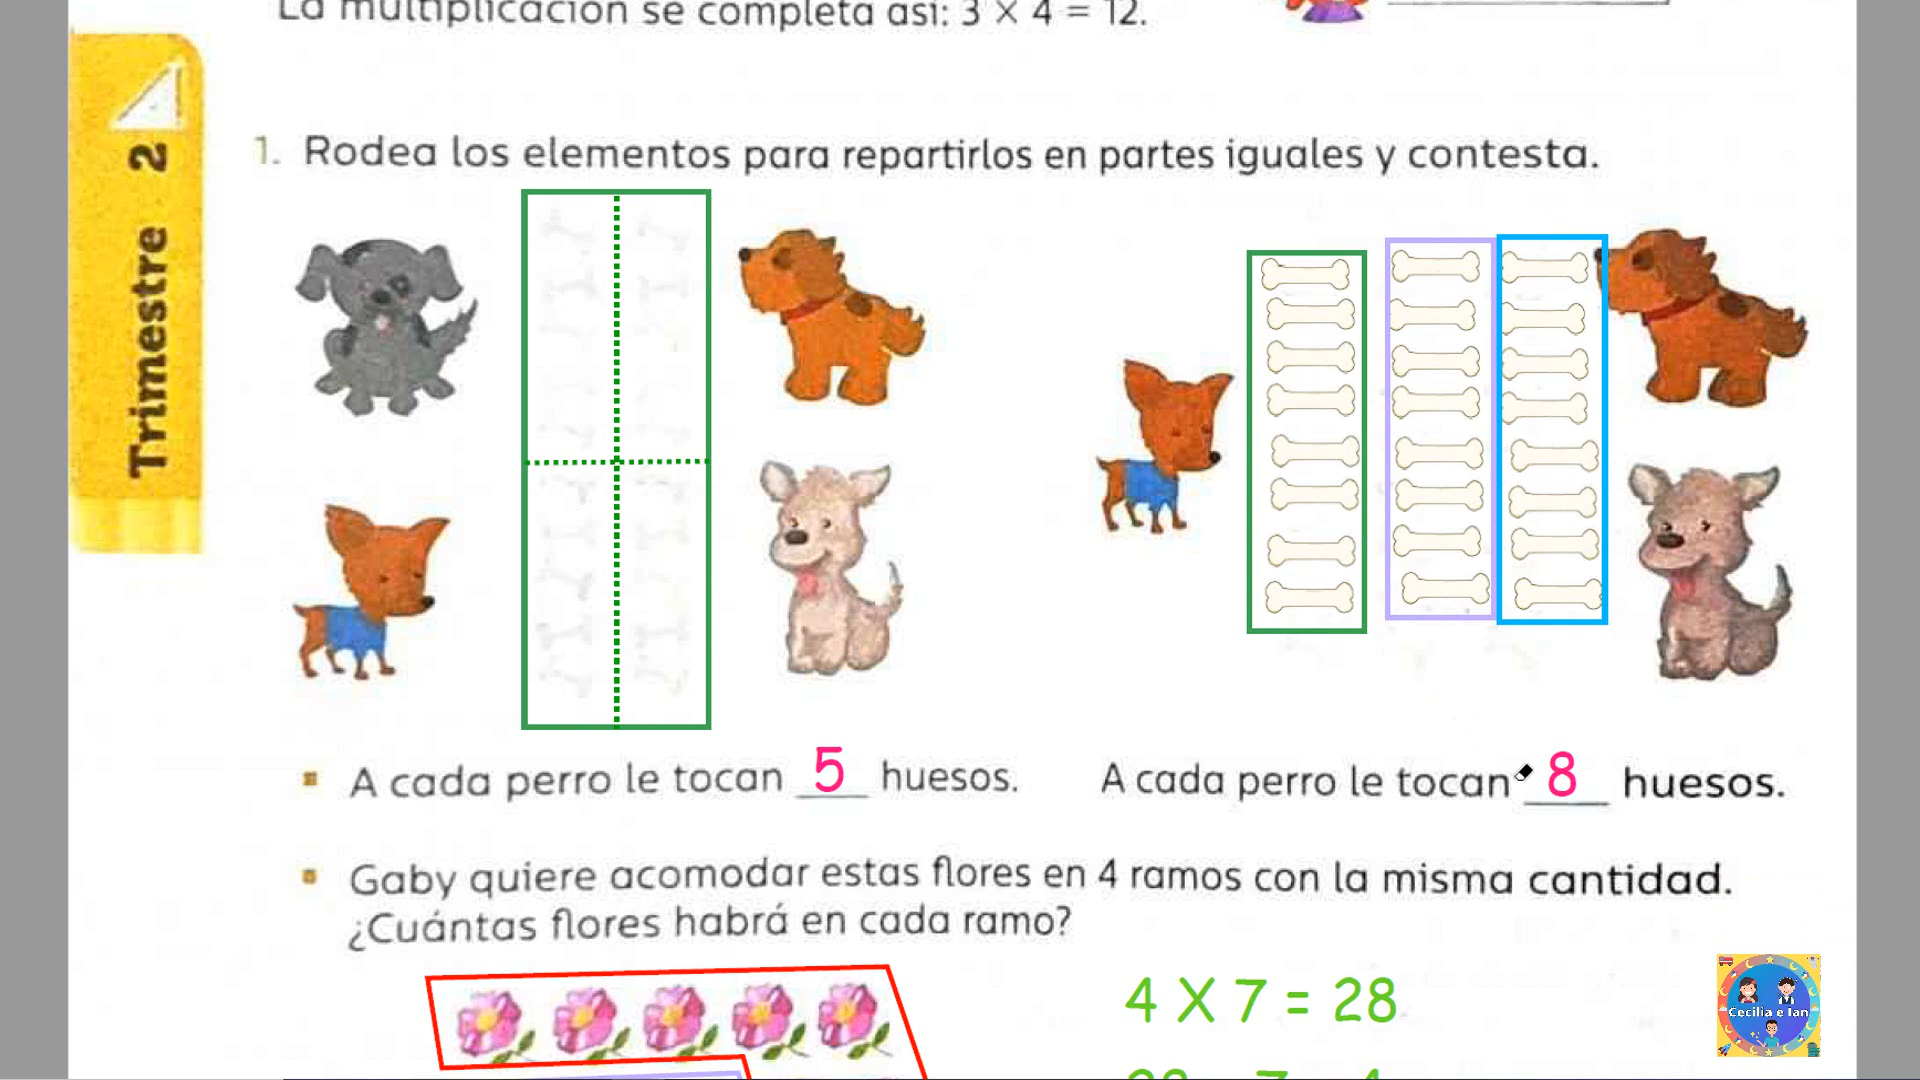 La multiplicación se completa así: 3 × 4 = 12.
Trimestre 2
1. Rodea los elementos para repartirlos en partes iguales y contesta.
A cada perro le tocan 5 huesos.
A cada perro le tocan 8 huesos.
Gaby quiere acomodar estas flores en 4 ramos con la misma cantidad.
¿Cuántas flores habrá en cada ramo?
4 X 7 = 28
Cecilia e Ian